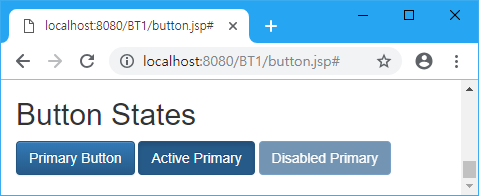 localhost:8080/BT1/button.jsp#
localhost:8080/BT1/button.jsp#
Button States
Primary Button Active Primary Disabled Primary